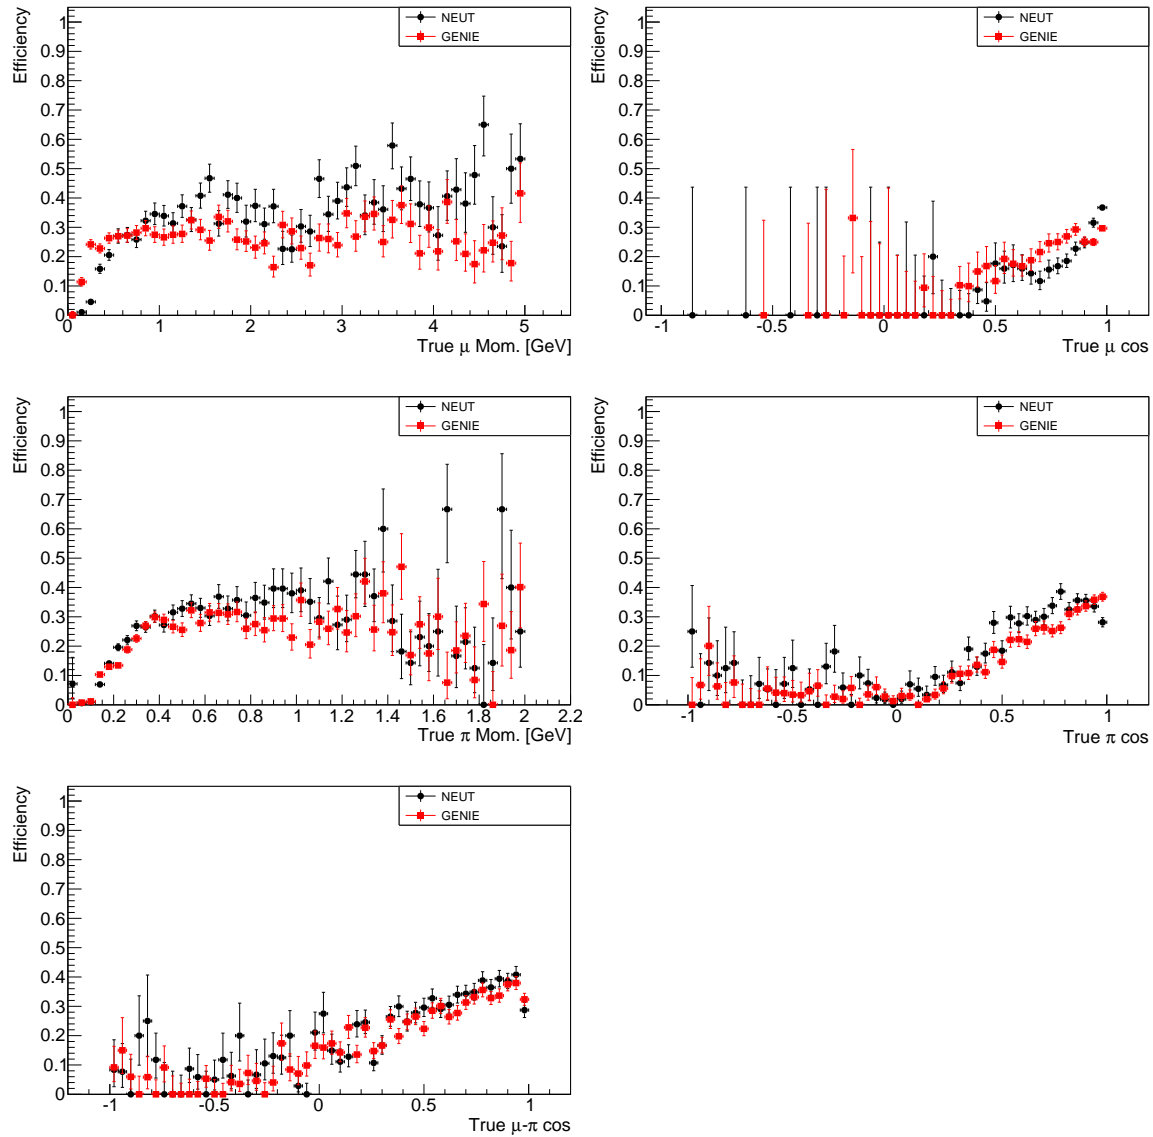 Efficiency
1
0.9
0.8
0.7
0.6
0.5
0.4
0.3
0.2
0.1
0
NEUT
GENIE
0 1 2 3 4 5
True μ Mom. [GeV]
Efficiency
1
0.9
0.8
0.7
0.6
0.5
0.4
0.3
0.2
0.1
0
NEUT
GENIE
-1 -0.5 0 0.5 1
True μ cos
Efficiency
1
0.9
0.8
0.7
0.6
0.5
0.4
0.3
0.2
0.1
0
NEUT
GENIE
0 0.2 0.4 0.6 0.8 1 1.2 1.4 1.6 1.8 2 2.2
True π Mom. [GeV]
Efficiency
1
0.9
0.8
0.7
0.6
0.5
0.4
0.3
0.2
0.1
0
NEUT
GENIE
-1 -0.5 0 0.5 1
True π cos
Efficiency
1
0.9
0.8
0.7
0.6
0.5
0.4
0.3
0.2
0.1
0
NEUT
GENIE
-1 -0.5 0 0.5 1
True μ-π cos